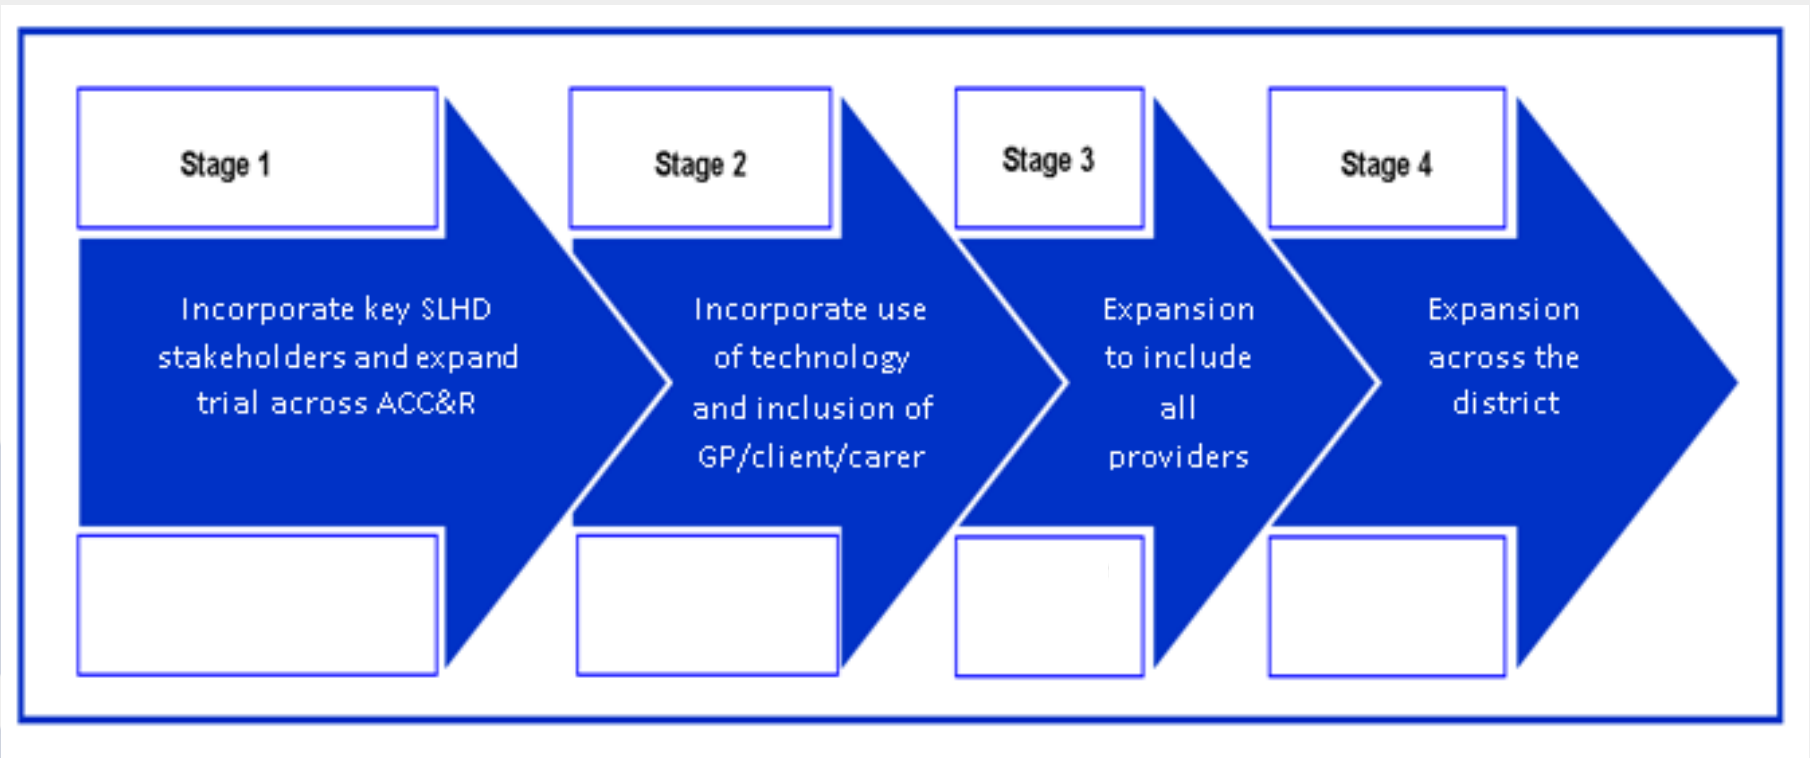 Stage 1
Stage 2
Stage 3
Stage 4
Incorporate key SLHD
stakeholders and expand
trial across ACC&R
Incorporate use
of technology
and inclusion of
GP/client/carer
Expansion
to include
all
providers
Expansion
across the
district